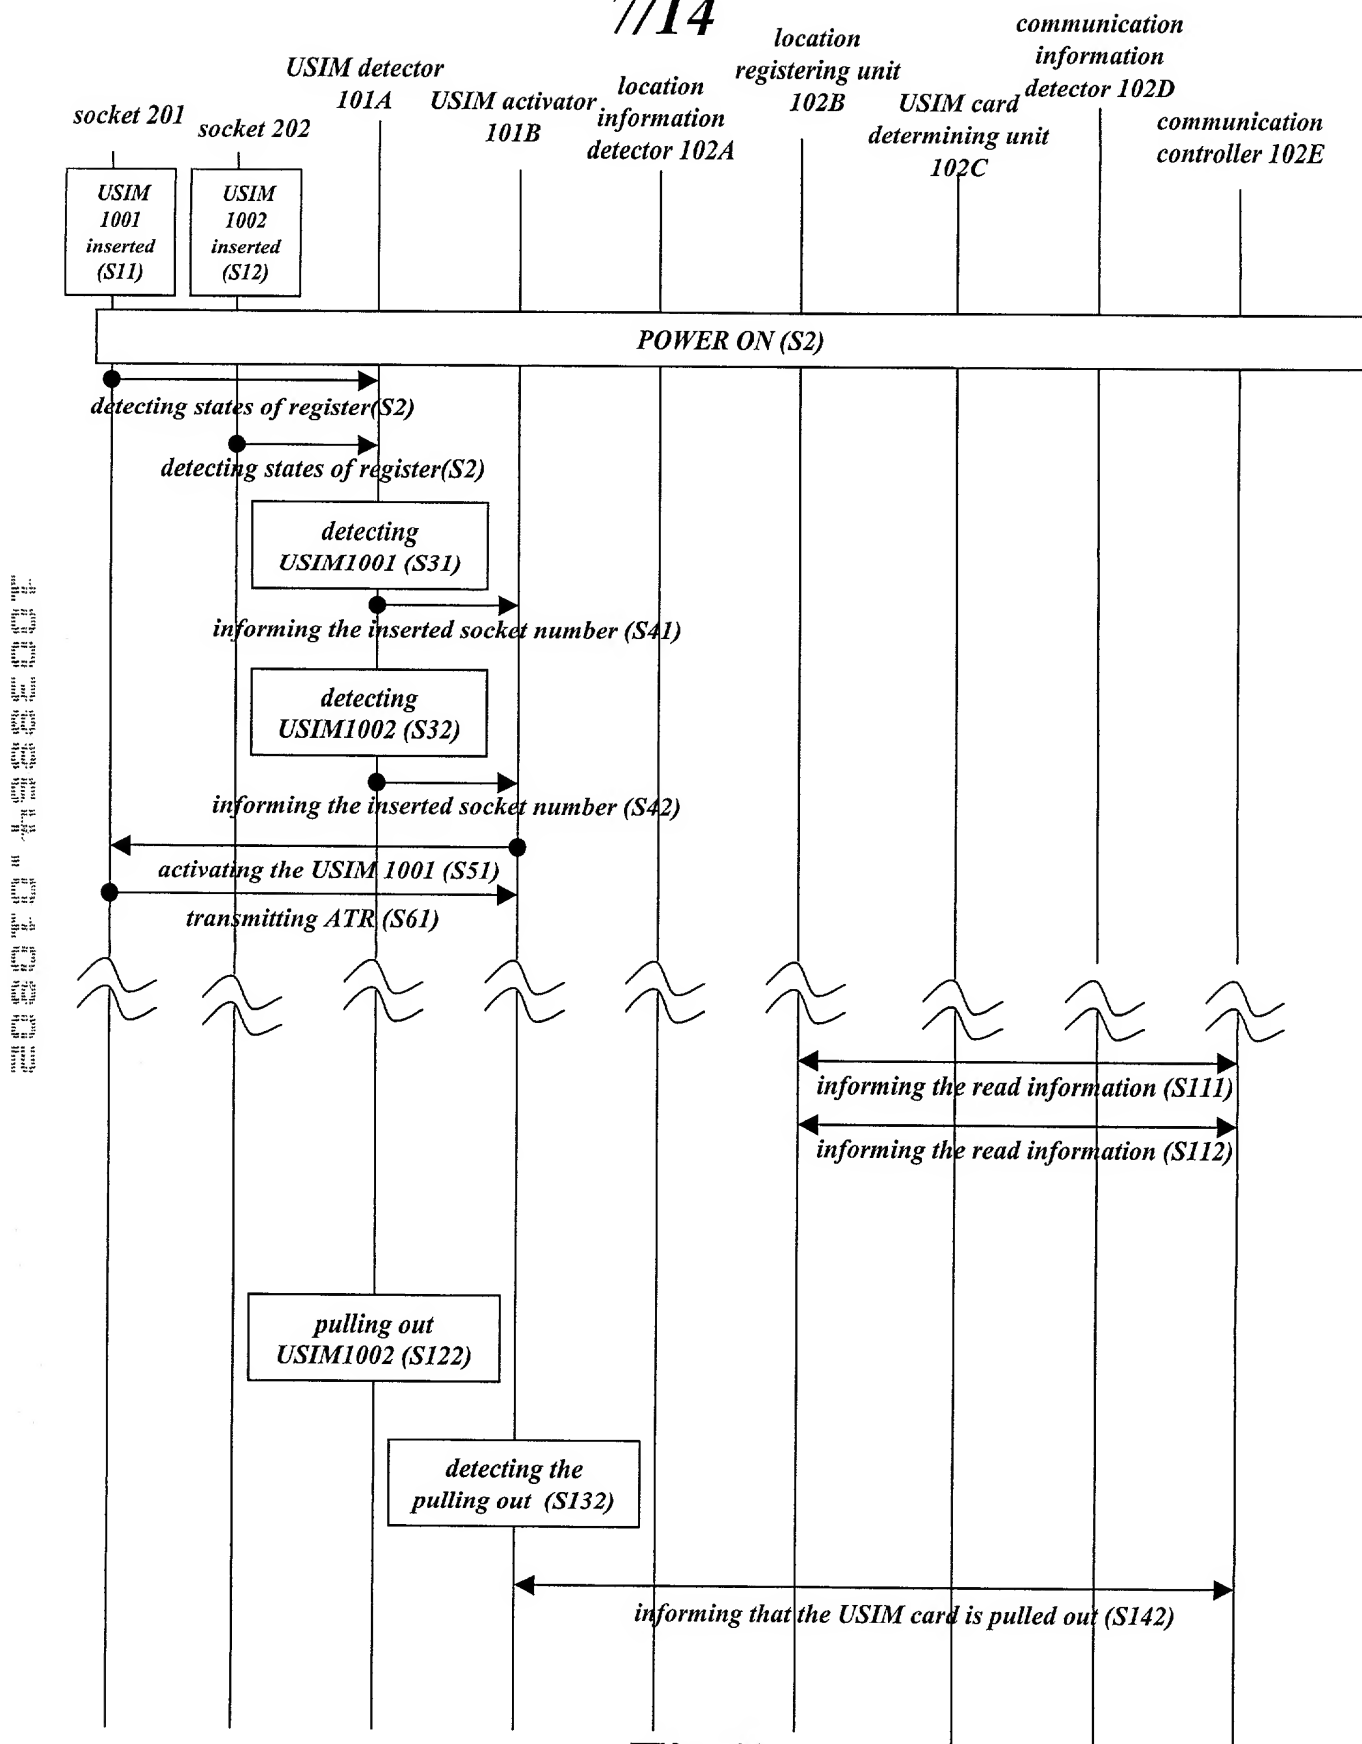 7/14
socket 201
socket 202
USIM detector
101A
USIM activator
101B
location
information
detector 102A
location
registering unit
102B
USIM card
determining unit
102C
communication
information
detector 102D
communication
controller 102E
USIM
1001
inserted
(S11)
USIM
1002
inserted
(S12)
POWER ON (S2)
detecting states of register(S2)
detecting states of register(S2)
detecting
USIM1001 (S31)
informing the inserted socket number (S41)
detecting
USIM1002 (S32)
informing the inserted socket number (S42)
activating the USIM 1001 (S51)
transmitting ATR (S61)
informing the read information (S111)
informing the read information (S112)
pulling out
USIM1002 (S122)
detecting the
pulling out (S132)
informing that the USIM card is pulled out (S142)
10038864.010802